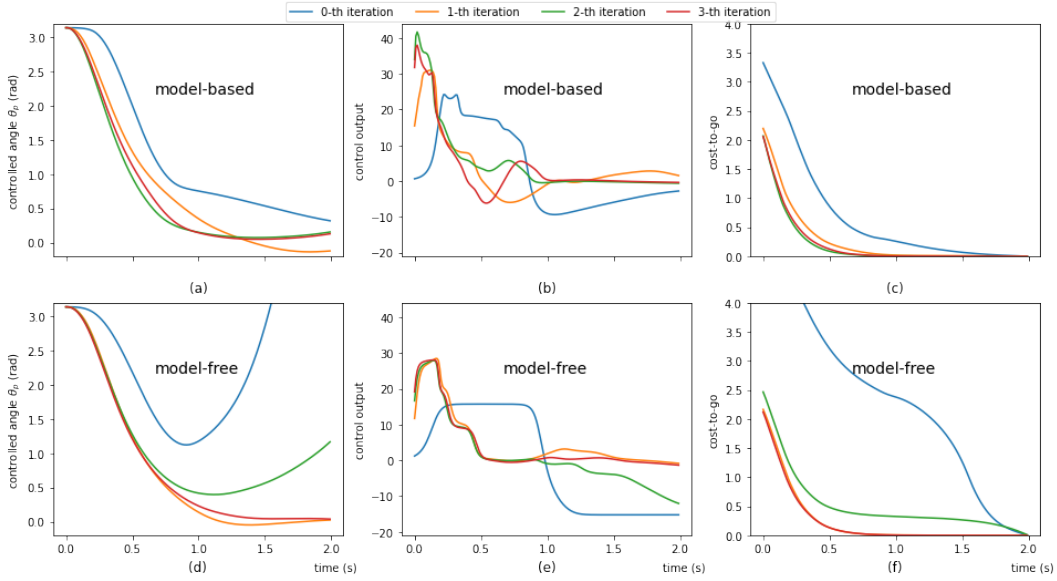 0-th iteration 1-th iteration 2-th iteration 3-th iteration
controlled angle θp (rad)
3.0
2.5
2.0
1.5
1.0
0.5
0.0
model-based
(a)
control output
40
30
20
10
0
−10
−20
model-based
(b)
cost-to-go
4.0
3.5
3.0
2.5
2.0
1.5
1.0
0.5
0.0
model-based
(c)
controlled angle θp (rad)
3.0
2.5
2.0
1.5
1.0
0.5
0.0
model-free
0.0 0.5 1.0 1.5 2.0
(d) time (s)
control output
40
30
20
10
0
−10
−20
model-free
0.0 0.5 1.0 1.5 2.0
(e) time (s)
cost-to-go
4.0
3.5
3.0
2.5
2.0
1.5
1.0
0.5
0.0
model-free
0.0 0.5 1.0 1.5 2.0
(f) time (s)